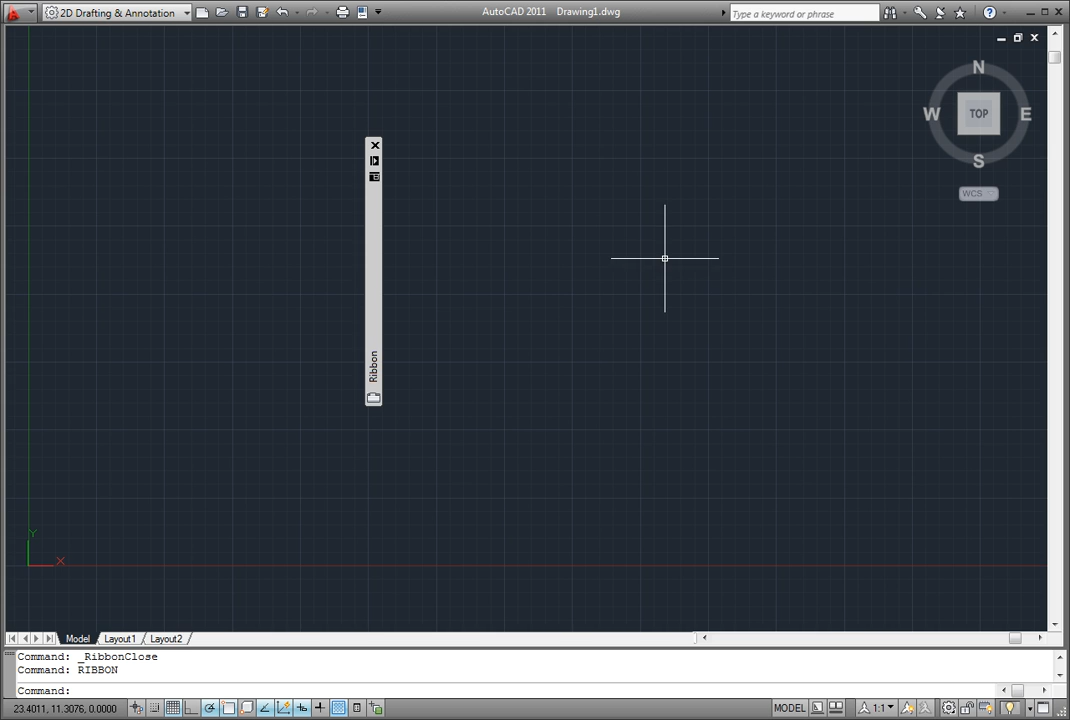 2D Drafting & Annotation
AutoCAD 2011 Drawing1.dwg
Type a keyword or phrase
N
W TOP E
S
WCS
Ribbon
Y
X
Model Layout1 Layout2
Command: _RibbonClose
Command: RIBBON
Command:
23.4011, 11.3076, 0.0000
MODEL
1:1